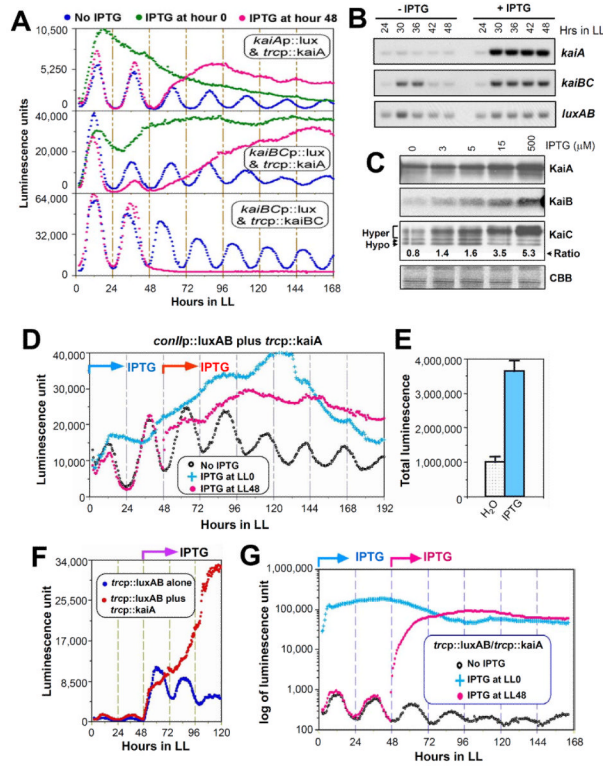 A
No IPTG
IPTG at hour 0
IPTG at hour 48
10,500
5,250
0
kaiAp::lux
& trcp::kaiA
40,000
20,000
0
kaiBCp::lux
& trcp::kaiA
64,000
32,000
0
kaiBCp::lux
& trcp::kaiBC
Luminescence units
0 24 48 72 96 120 144 168
Hours in LL
B
- IPTG + IPTG
24 30 36 42 48 24 30 36 42 48 Hrs in LL
kaiA
kaiBC
luxAB
C
0 3 5 15 500 IPTG (µM)
KaiA
KaiB
Hyper
Hypo
KaiC
0.8 1.4 1.6 3.5 5.3 Ratio
CBB
D
conIIp::luxAB plus trcp::kaiA
IPTG IPTG
40,000
30,000
20,000
10,000
0
Luminescence unit
No IPTG
IPTG at LL0
IPTG at LL48
0 24 48 72 96 120 144 168 192
Hours in LL
E
4,000,000
3,000,000
2,000,000
1,000,000
0
Total luminescence
H2O
IPTG
F
IPTG
34,000
25,500
17,000
8,500
0
Luminescence unit
trcp::luxAB alone
trcp::luxAB plus
trcp::kaiA
0 24 48 72 96 120
Hours in LL
G
IPTG IPTG
1,000,000
100,000
10,000
1,000
100
log of luminescence unit
trcp::luxAB/trcp::kaiA
No IPTG
IPTG at LL0
IPTG at LL48
0 24 48 72 96 120 144 168
Hours in LL